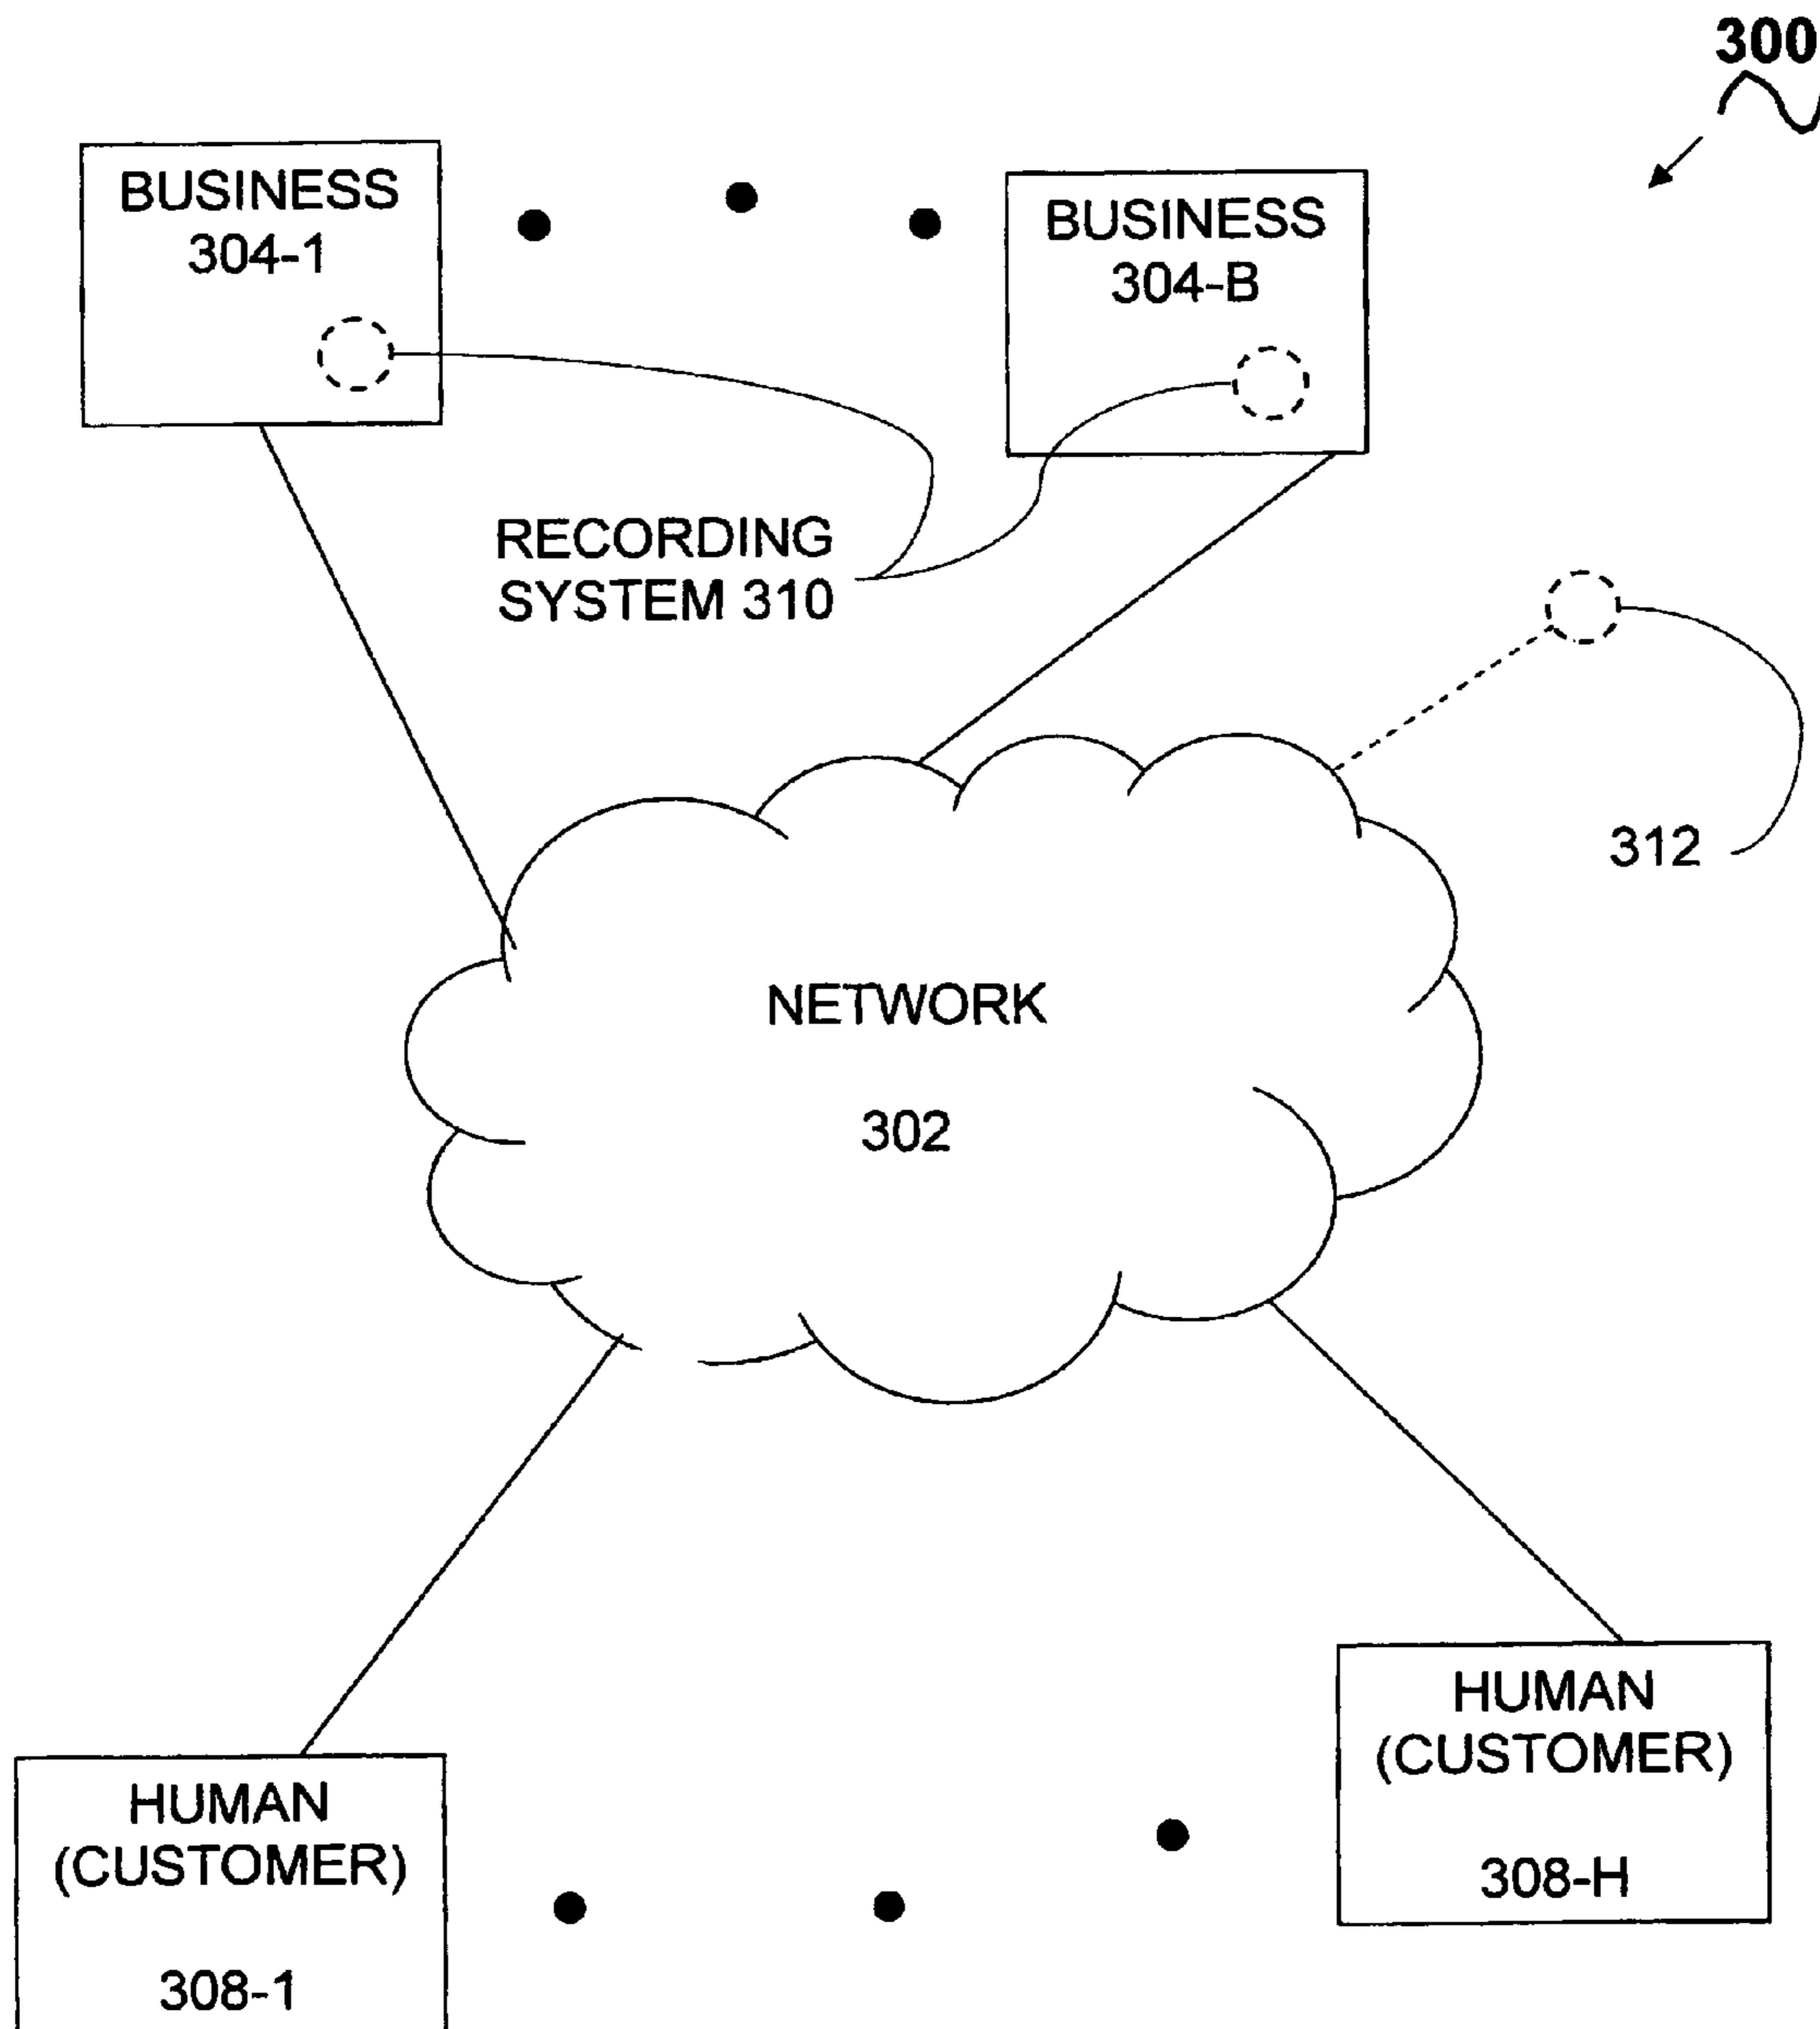 300
BUSINESS
304-1
BUSINESS
304-B
RECORDING
SYSTEM 310
312
NETWORK
302
HUMAN
(CUSTOMER)
308-H
HUMAN
(CUSTOMER)
308-1